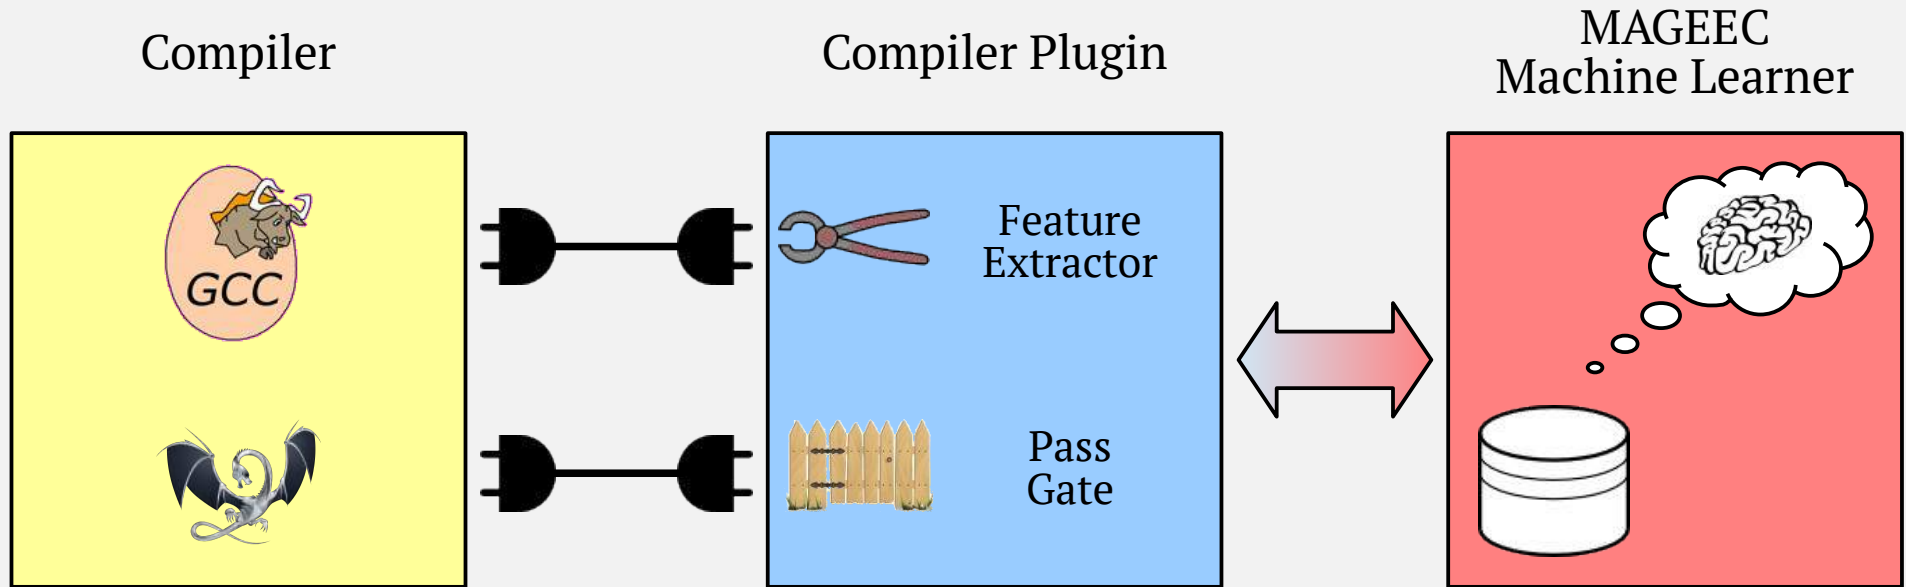 Compiler
Compiler Plugin
MAGEEC
Machine Learner
GCC
Feature
Extractor
Pass
Gate